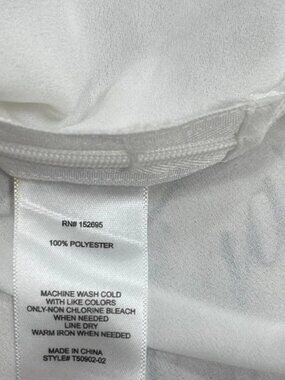 RN# 152695
100% POLYESTER
MACHINE WASH COLD
WITH LIKE COLORS
ONLY-NON CHLORINE BLEACH
WHEN NEEDED
LINE DRY
WARM IRON WHEN NEEDED
MADE IN CHINA
STYLE# T50902-02